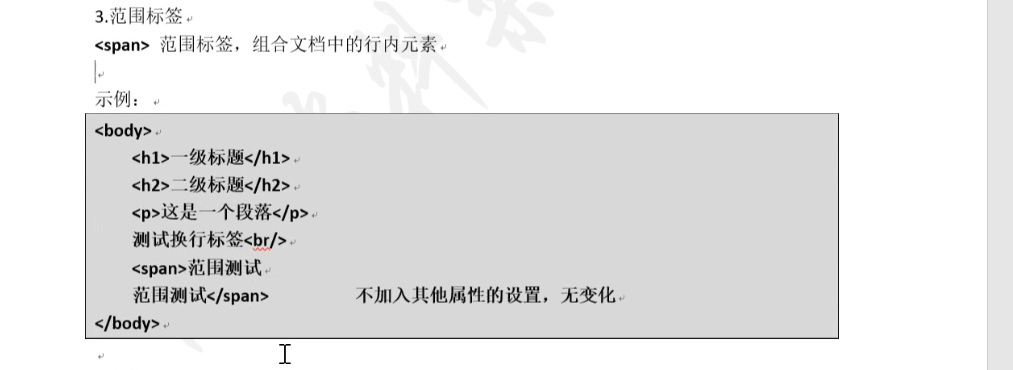 3.范围标签
<span> 范围标签，组合文档中的行内元素
示例：
<body>
<h1>一级标题</h1>
<h2>二级标题</h2>
<p>这是一个段落</p>
测试换行标签<br/>
<span>范围测试
范围测试</span> 不加入其他属性的设置，无变化
</body>